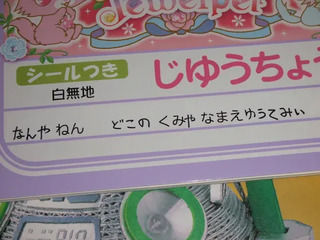 Jewelpet
シールつき
じゆうちょう
白無地
なんや ねん どこの くみや なまえゆうてみい